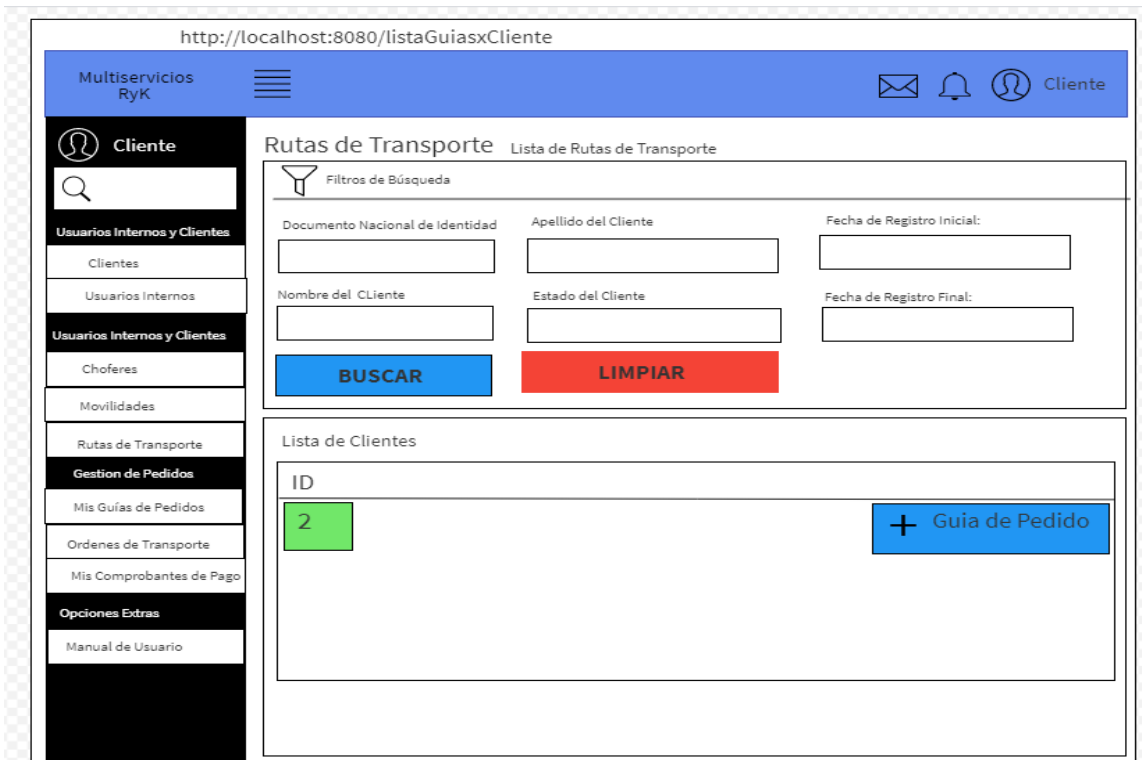 http://localhost:8080/listaGuiasxCliente
Multiservicios
RyK
Cliente
Cliente
Usuarios Internos y Clientes
Clientes
Usuarios Internos
Usuarios Internos y Clientes
Choferes
Movilidades
Rutas de Transporte
Gestion de Pedidos
Mis Guías de Pedidos
Ordenes de Transporte
Mis Comprobantes de Pago
Opciones Extras
Manual de Usuario
Rutas de Transporte Lista de Rutas de Transporte
Filtros de Búsqueda
Documento Nacional de Identidad
Apellido del Cliente
Fecha de Registro Inicial:
Nombre del CLiente
Estado del Cliente
Fecha de Registro Final:
BUSCAR
LIMPIAR
Lista de Clientes
ID
2
+ Guia de Pedido